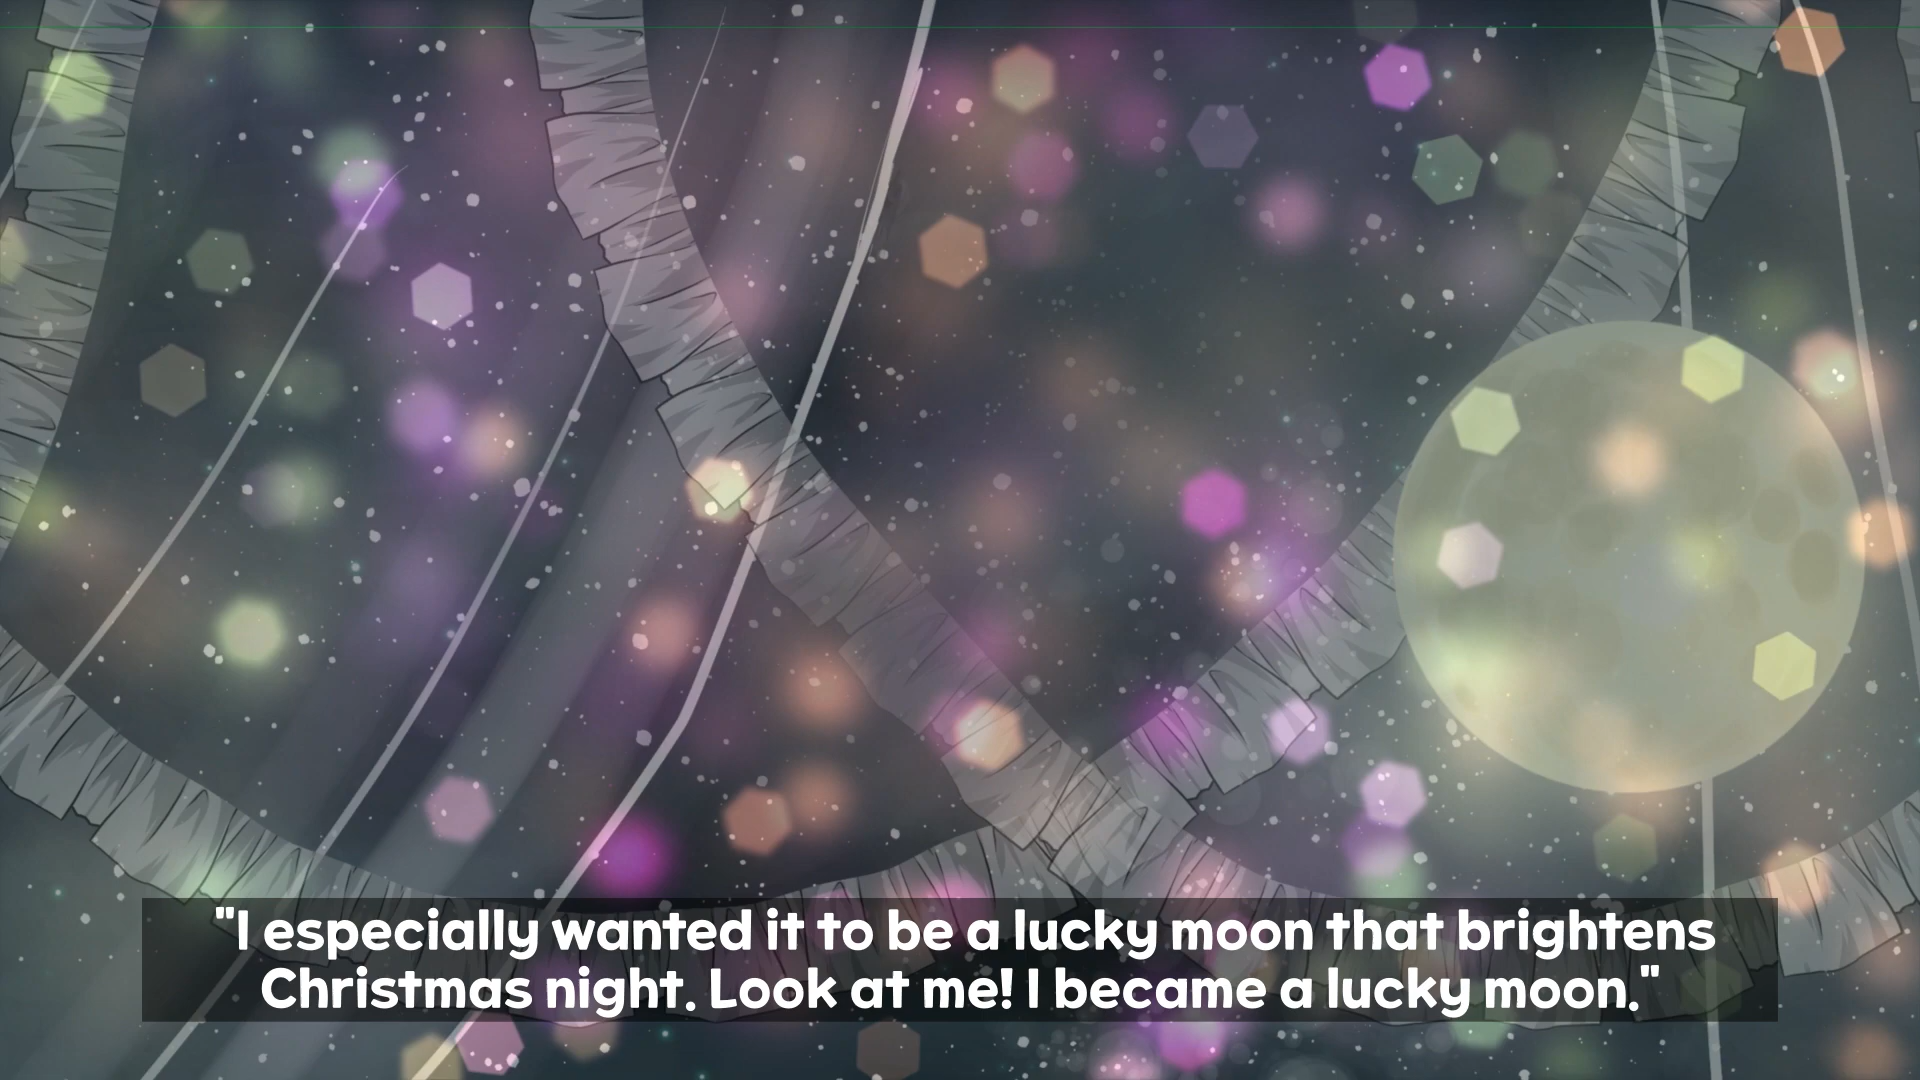 "I especially wanted it to be a lucky moon that brightens
Christmas night. Look at me! I became a lucky moon."